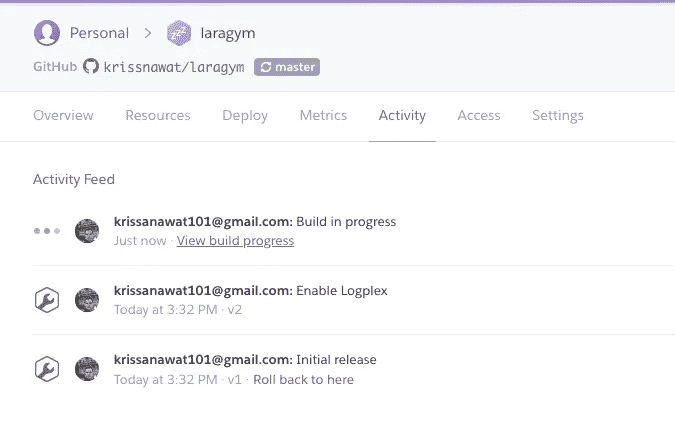 Personal > laragym
GitHub krissnawat/laragym master
Overview Resources Deploy Metrics Activity Access Settings
Activity Feed
krissanawat101@gmail.com: Build in progress
Just now · View build progress
krissanawat101@gmail.com: Enable Logplex
Today at 3:32 PM · v2
krissanawat101@gmail.com: Initial release
Today at 3:32 PM · v1 · Roll back to here